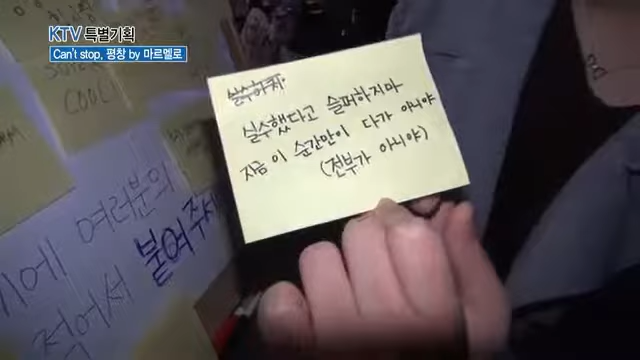 KTV 특별기획
Can't stop, 평창 by 마르멜로
COOL!
실수하지
실수했다고 슬퍼하지마
지금 이 순간만이 다가 아니야
(전부가 아니야)
에 여러분의
적어서 붙여주세